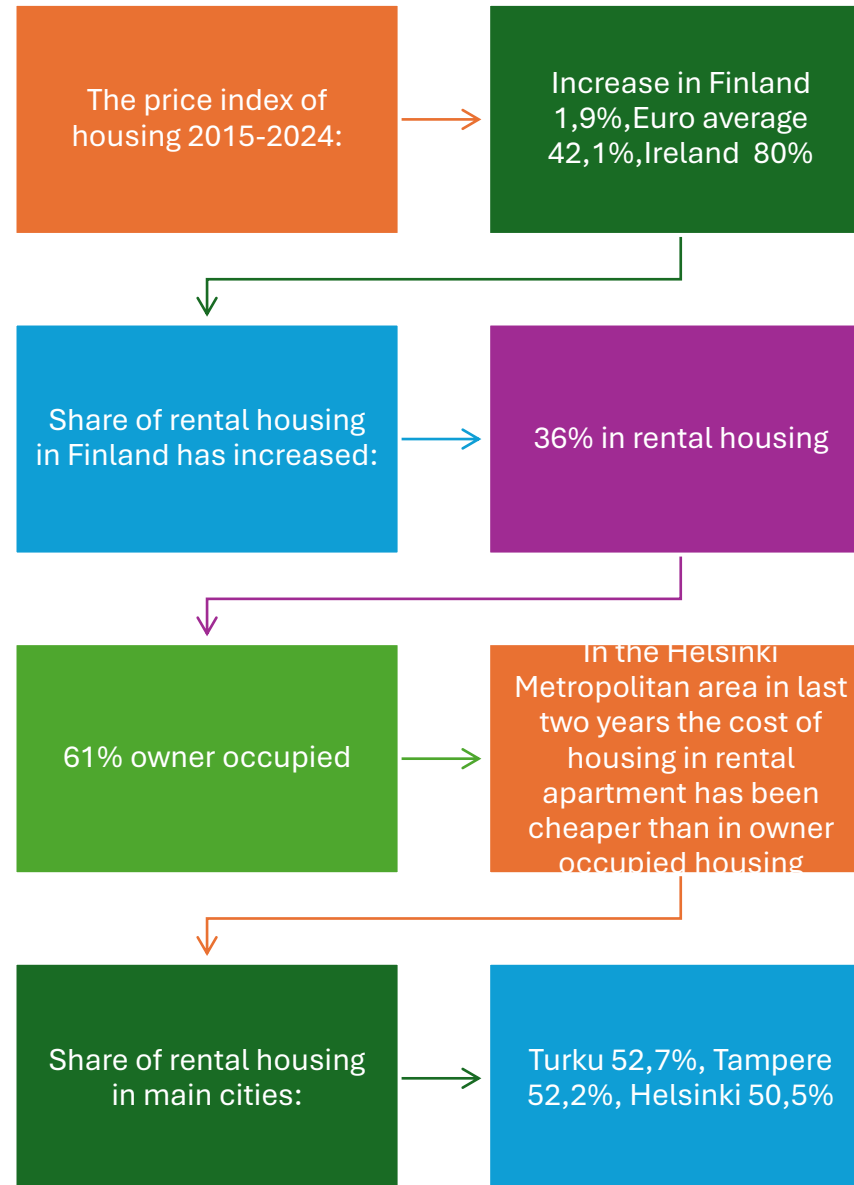 The price index of
housing 2015-2024:
Increase in Finland
1,9%,Euro average
42,1%,Ireland  80%
Share of rental housing
in Finland has increased:
36% in rental housing
61% owner occupied
In the Helsinki
Metropolitan area in last
two years the cost of
housing in rental
apartment has been
cheaper than in owner
occupied housing
Share of rental housing
in main cities:
Turku 52,7%, Tampere
52,2%, Helsinki 50,5%